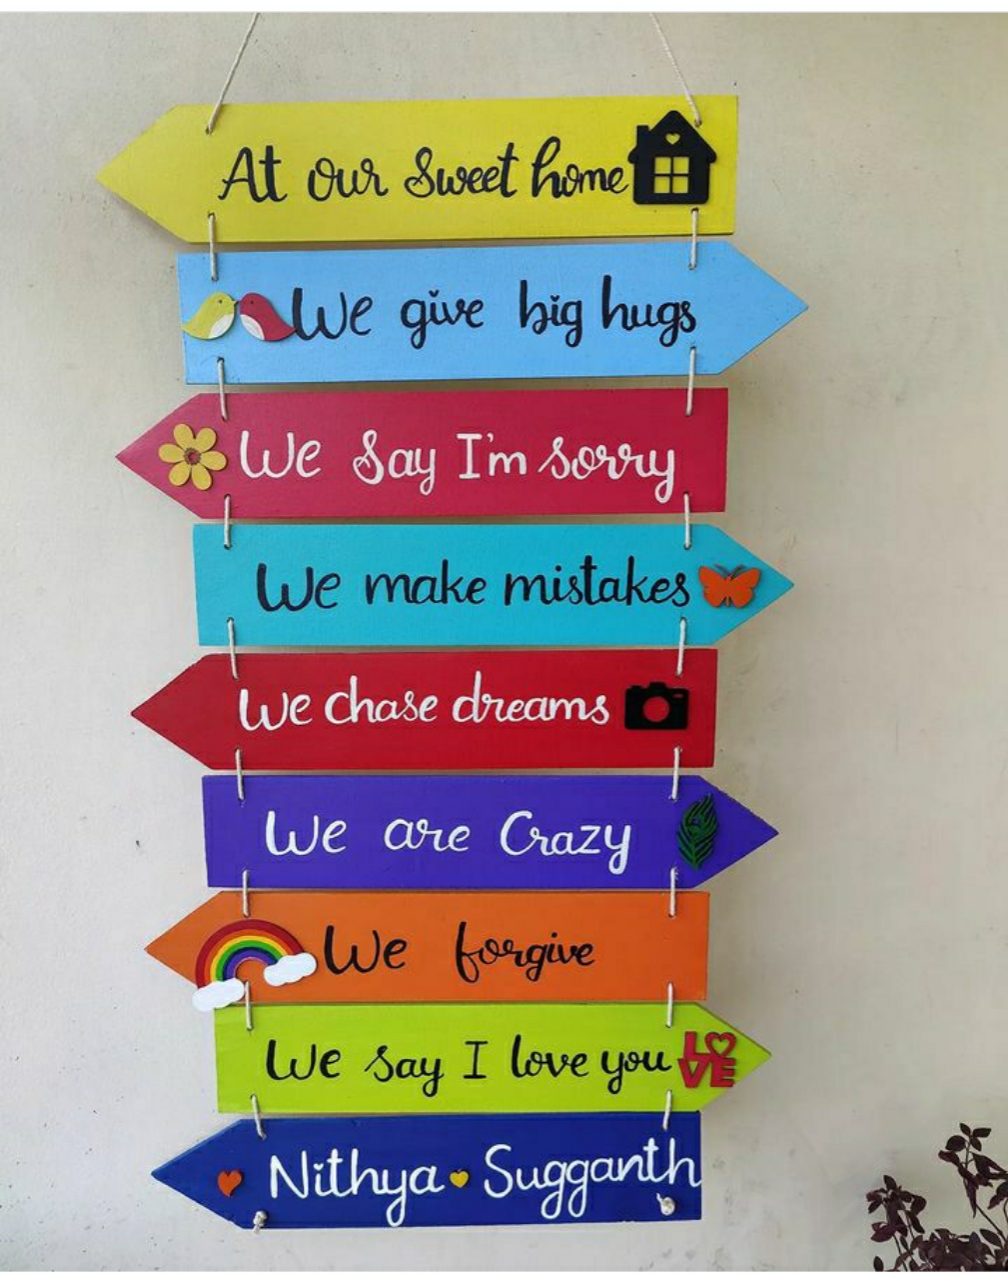 At our Sweet home
We give big hugs
We Say I'm sorry
We make mistakes
We chase dreams
We are Crazy
We forgive
We say I love you LOVE
Nithya Sugganth